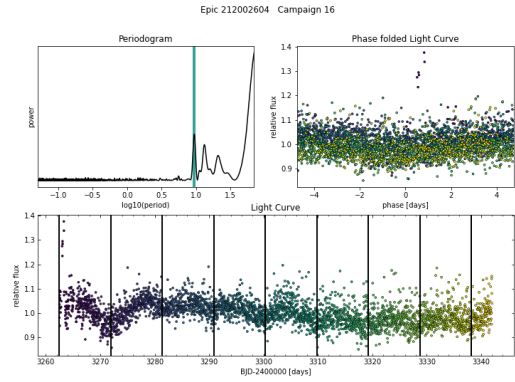 Epic 212002604 Campaign 16
Periodogram
power
−1.0 −0.5 0.0 0.5 1.0 1.5
log10(period)
Phase folded Light Curve
relative flux
1.4
1.3
1.2
1.1
1.0
0.9
−4 −2 0 2 4
phase [days]
Light Curve
relative flux
1.4
1.3
1.2
1.1
1.0
0.9
3260 3270 3280 3290 3300 3310 3320 3330 3340
BJD-2400000 [days]